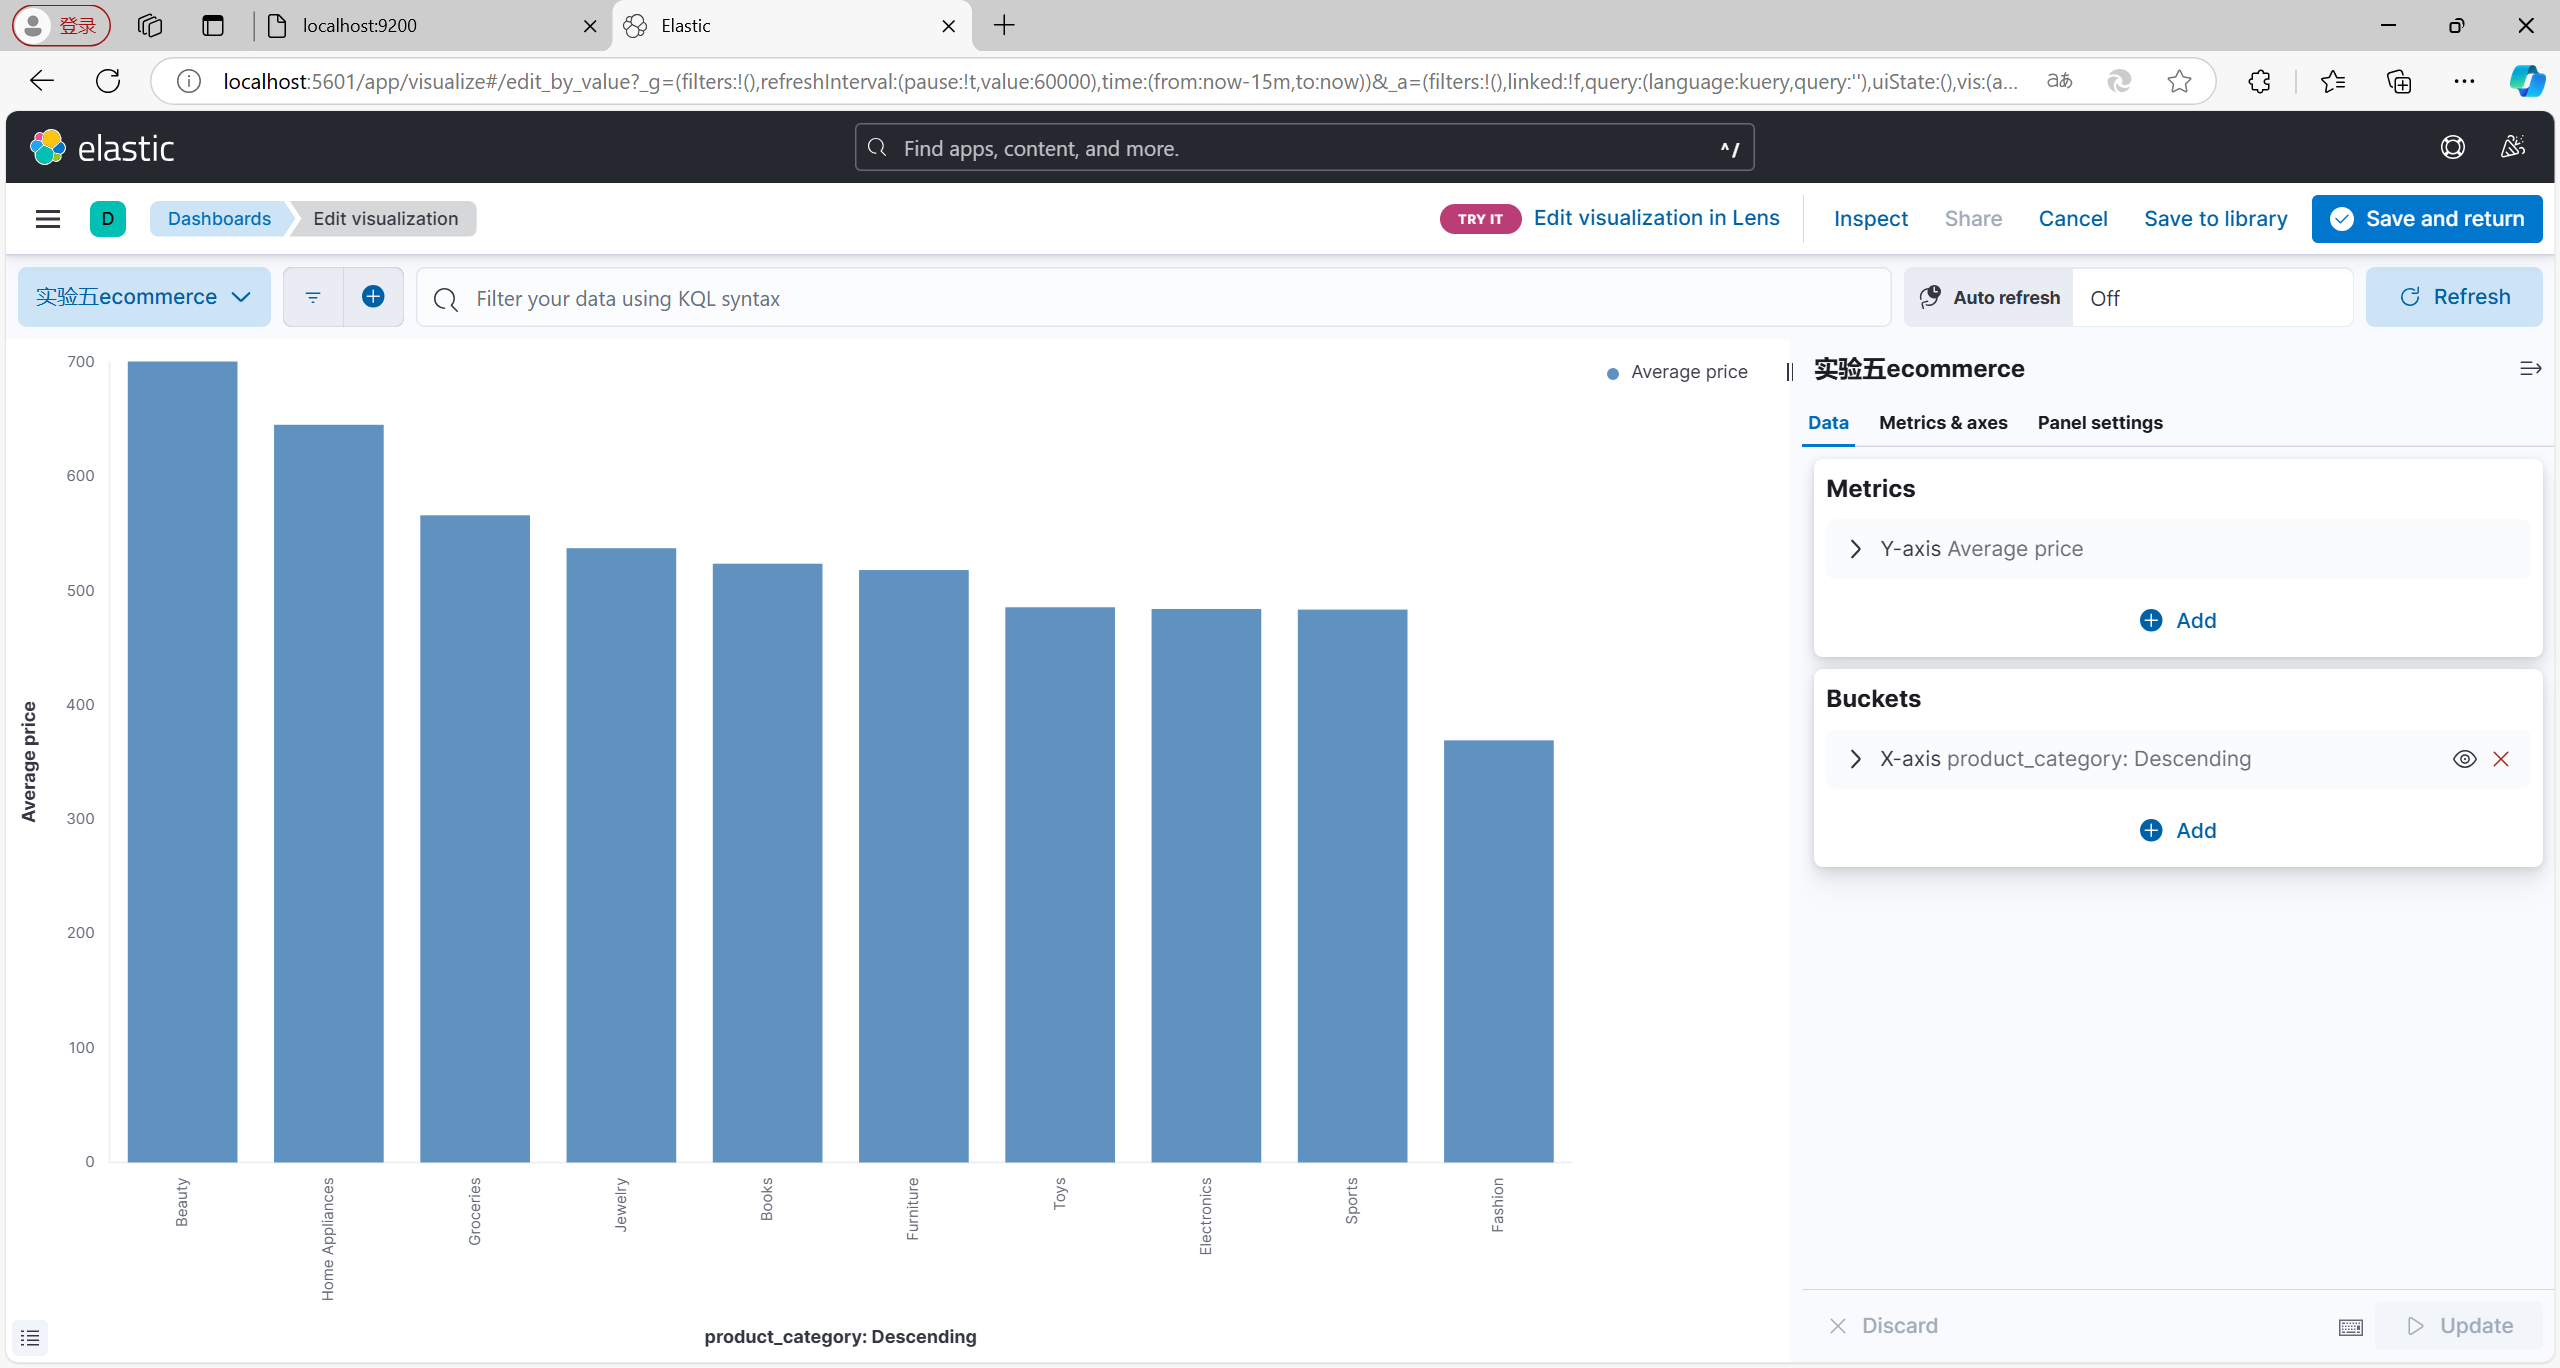 登录
localhost:9200
Elastic
localhost:5601/app/visualize#/edit_by_value?_g=(filters:!(),refreshInterval:(pause:!t,value:60000),time:(from:now-15m,to:now))&_a=(filters:!(),linked:!f,query:(language:kuery,query:''),uiState:(),vis:(a...
aあ
elastic
Find apps, content, and more.
^/
D
Dashboards
Edit visualization
TRY IT
Edit visualization in Lens
Inspect
Share
Cancel
Save to library
Save and return
实验五ecommerce
Filter your data using KQL syntax
Auto refresh
Off
Refresh
700
600
500
400
300
200
100
0
Average price
Average price
Beauty
Home Appliances
Groceries
Jewelry
Books
Furniture
Toys
Electronics
Sports
Fashion
product_category: Descending
实验五ecommerce
Data
Metrics & axes
Panel settings
Metrics
Y-axis Average price
Add
Buckets
X-axis product_category: Descending
Add
Discard
Update